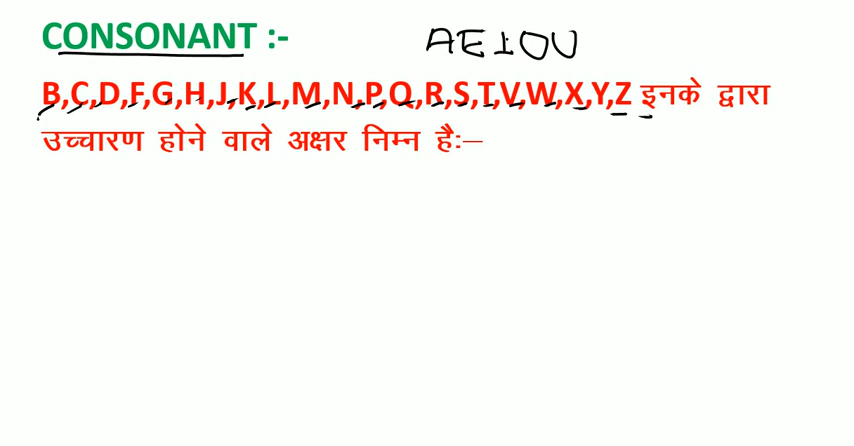 CONSONANT :-
AEIOU
B,C,D,F,G,H,J,K,L,M,N,P,Q,R,S,T,V,W,X,Y,Z इनके द्वारा
उच्चारण होने वाले अक्षर निम्न हैः–